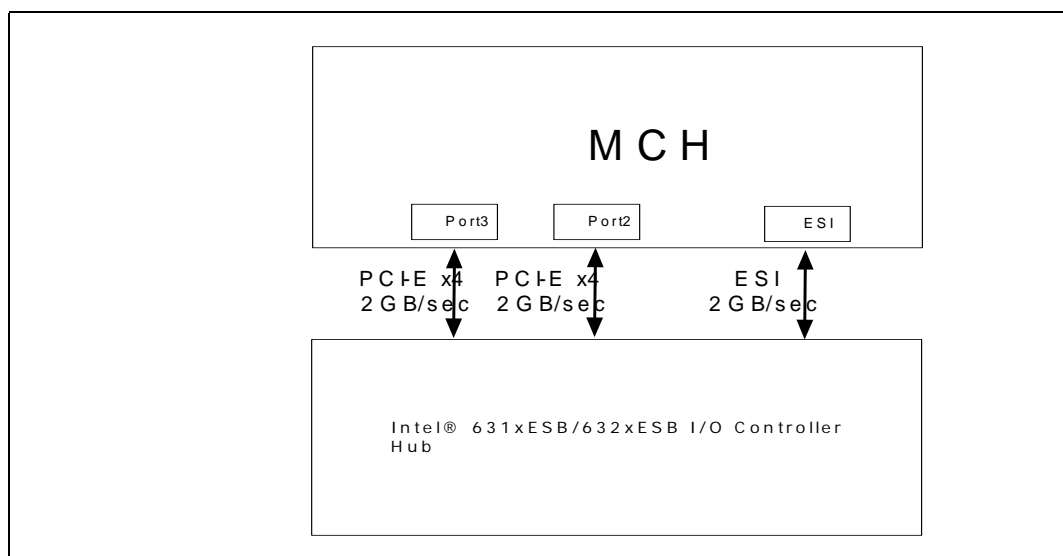 MCH
Port3
Port2
ESI
PCI-E x4
2 GB/sec
PCI-E x4
2 GB/sec
ESI
2 GB/sec
Intel® 631xESB/632xESB I/O Controller
Hub